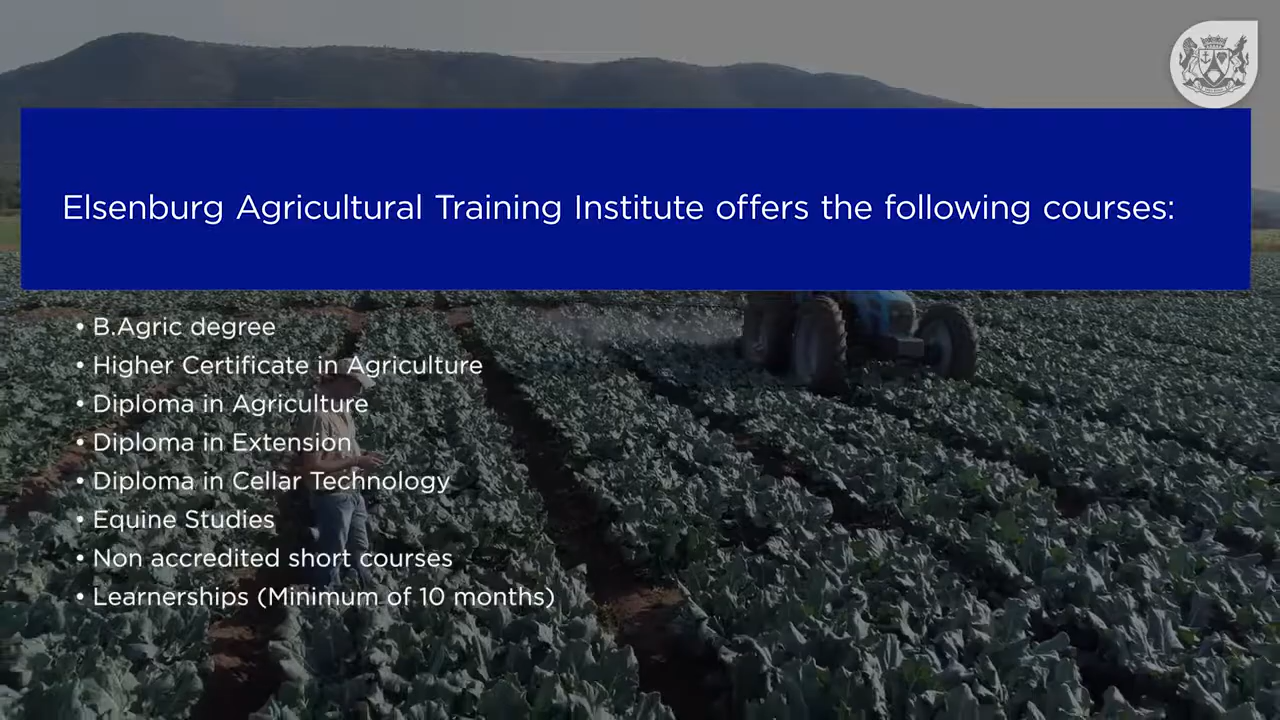 Elsenburg Agricultural Training Institute offers the following courses:
• B.Agric degree
• Higher Certificate in Agriculture
• Diploma in Agriculture
• Diploma in Extension
• Diploma in Cellar Technology
• Equine Studies
• Non accredited short courses
• Learnerships (Minimum of 10 months)